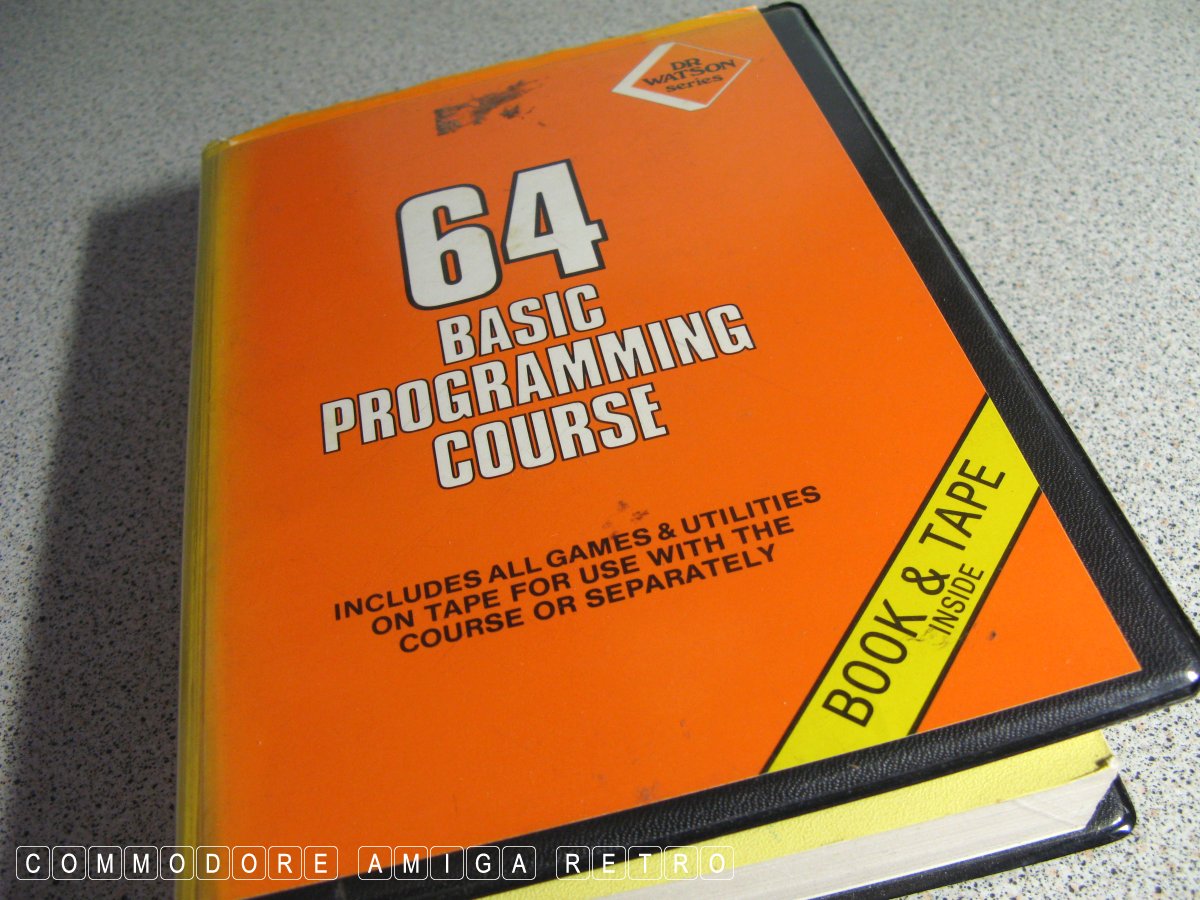 DR
WATSON
series
64
BASIC
PROGRAMMING
COURSE
INCLUDES ALL GAMES & UTILITIES
ON TAPE FOR USE WITH THE
COURSE OR SEPARATELY
BOOK & TAPE
INSIDE
COMMODORE AMIGA RETRO